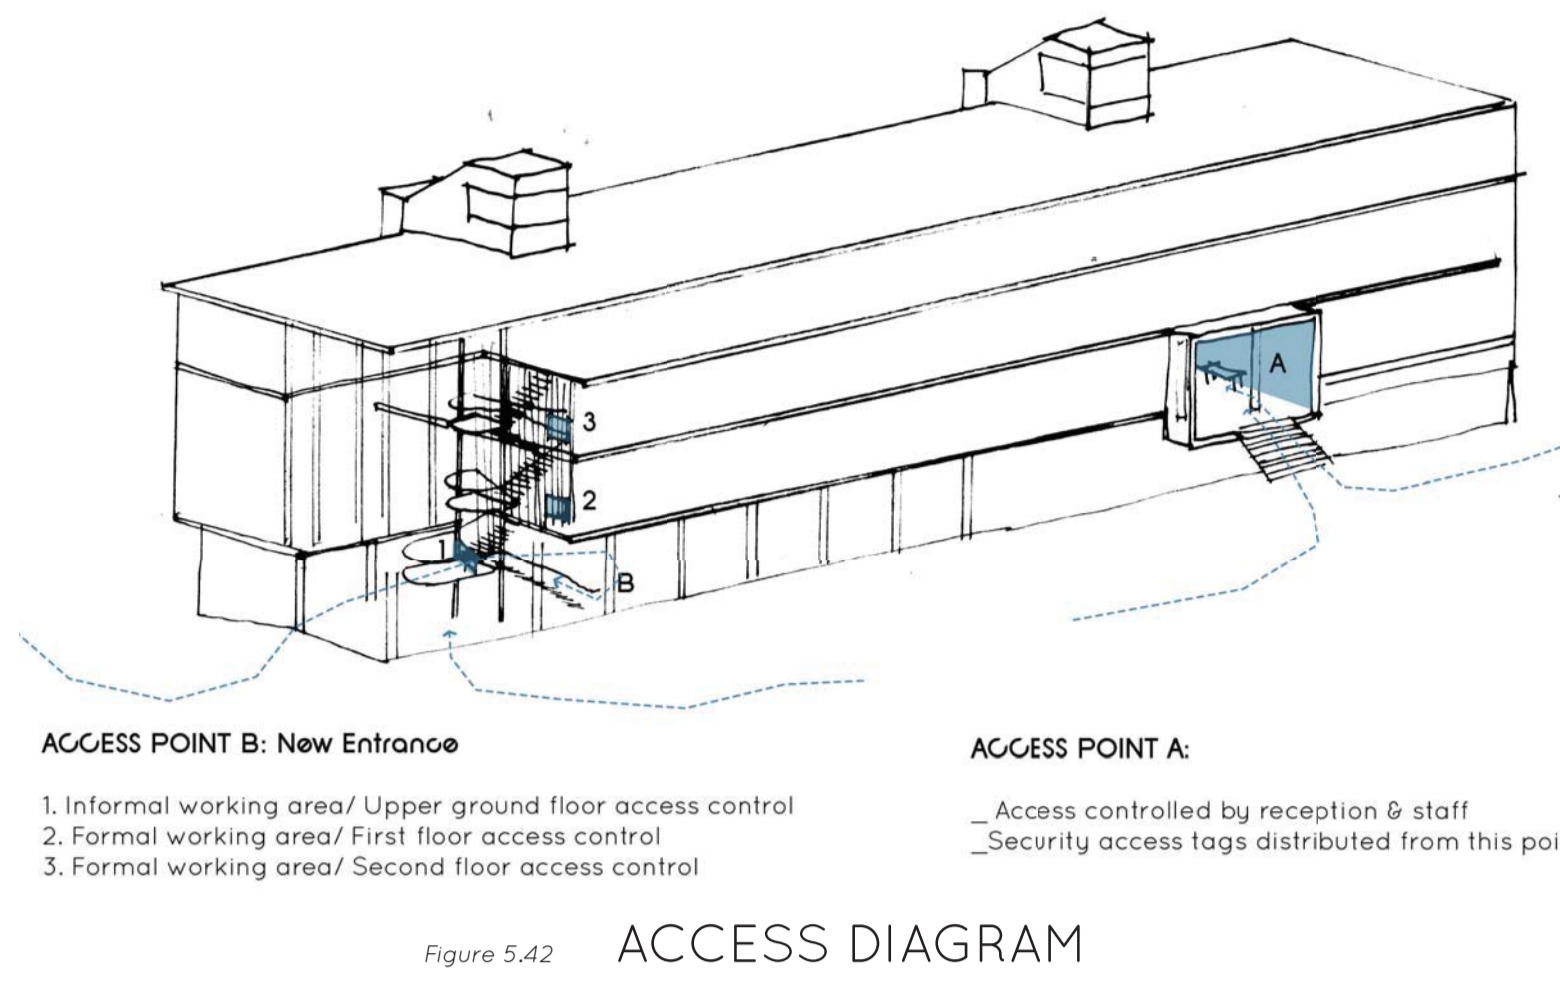 A
3
2
1
B
ACCESS POINT B: New Entrance
1. Informal working area/ Upper ground floor access control
2. Formal working area/ First floor access control
3. Formal working area/ Second floor access control
ACCESS POINT A:
_ Access controlled by reception & staff
_Security access tags distributed from this poi
Figure 5.42
ACCESS DIAGRAM